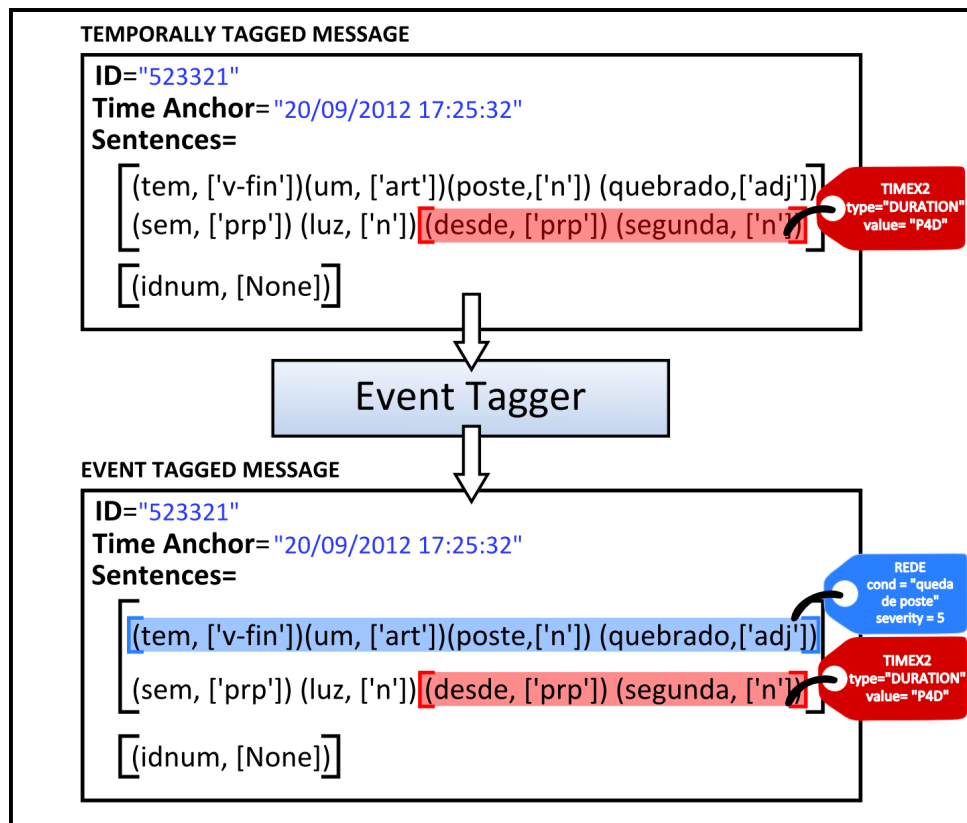 TEMPORALLY TAGGED MESSAGE
ID="523321"
Time Anchor="20/09/2012 17:25:32"
Sentences=
[(tem, ['v-fin'])(um, ['art'])(poste,['n']) (quebrado,['adj'])
(sem, ['prp']) (luz, ['n'])[(desde, ['prp']) (segunda, ['n'])]]
TIMEX2
type="DURATION"
value= "P4D"
[(idnum, [None])]
Event Tagger
EVENT TAGGED MESSAGE
ID="523321"
Time Anchor="20/09/2012 17:25:32"
Sentences=
[[(tem, ['v-fin'])(um, ['art'])(poste,['n']) (quebrado,['adj'])]
REDE
cond = "queda
de poste"
severity = 5
(sem, ['prp']) (luz, ['n'])[(desde, ['prp']) (segunda, ['n'])]]
TIMEX2
type="DURATION"
value= "P4D"
[(idnum, [None])]